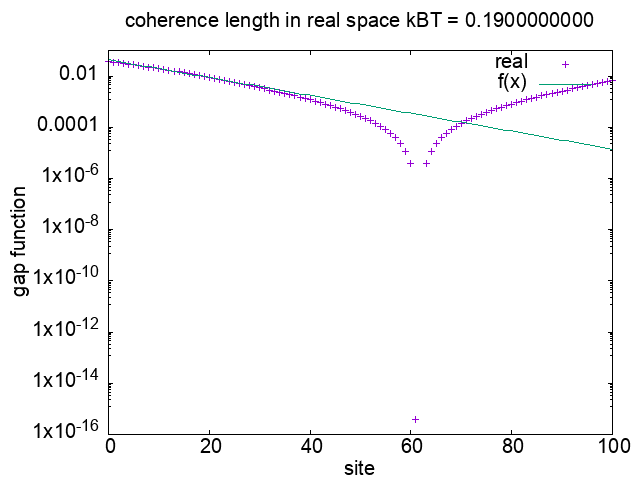 coherence length in real space kBT = 0.1900000000
real
f(x)
0.01
0.0001
1x10^-6
1x10^-8
1x10^-10
1x10^-12
1x10^-14
1x10^-16
gap function
0 20 40 60 80 100
site